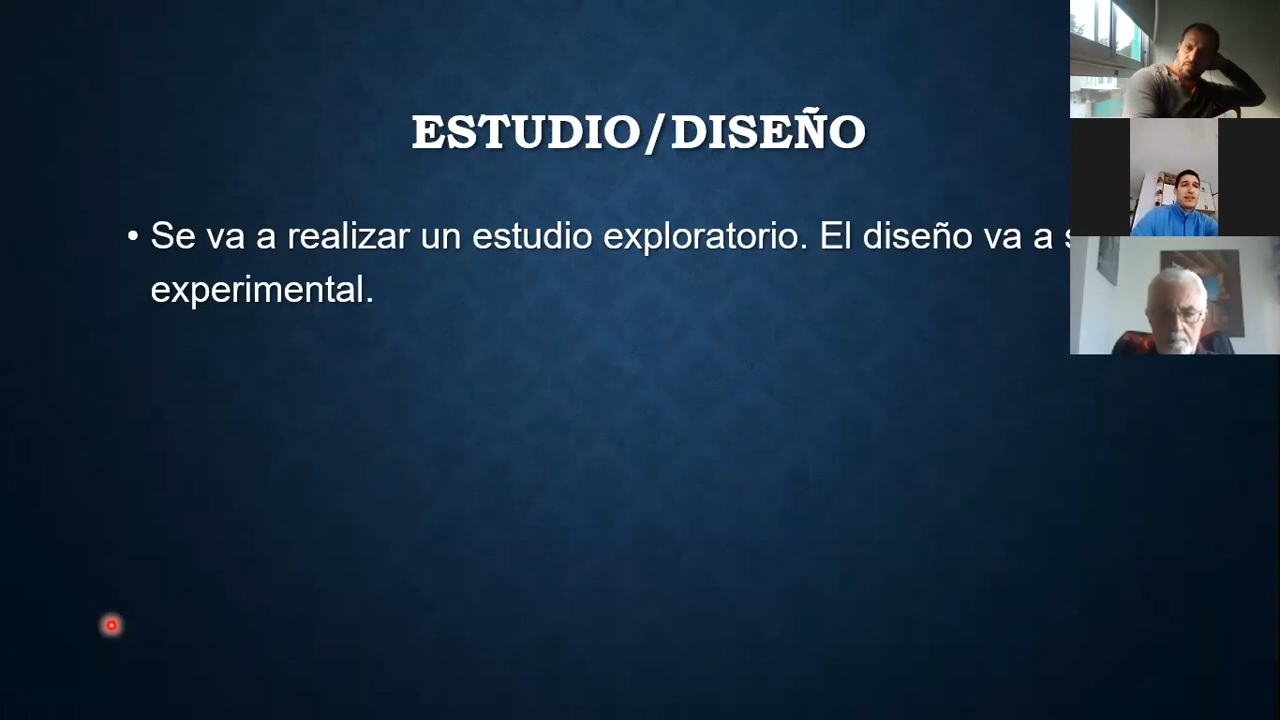 ESTUDIO/DISEÑO
• Se va a realizar un estudio exploratorio. El diseño va a
experimental.